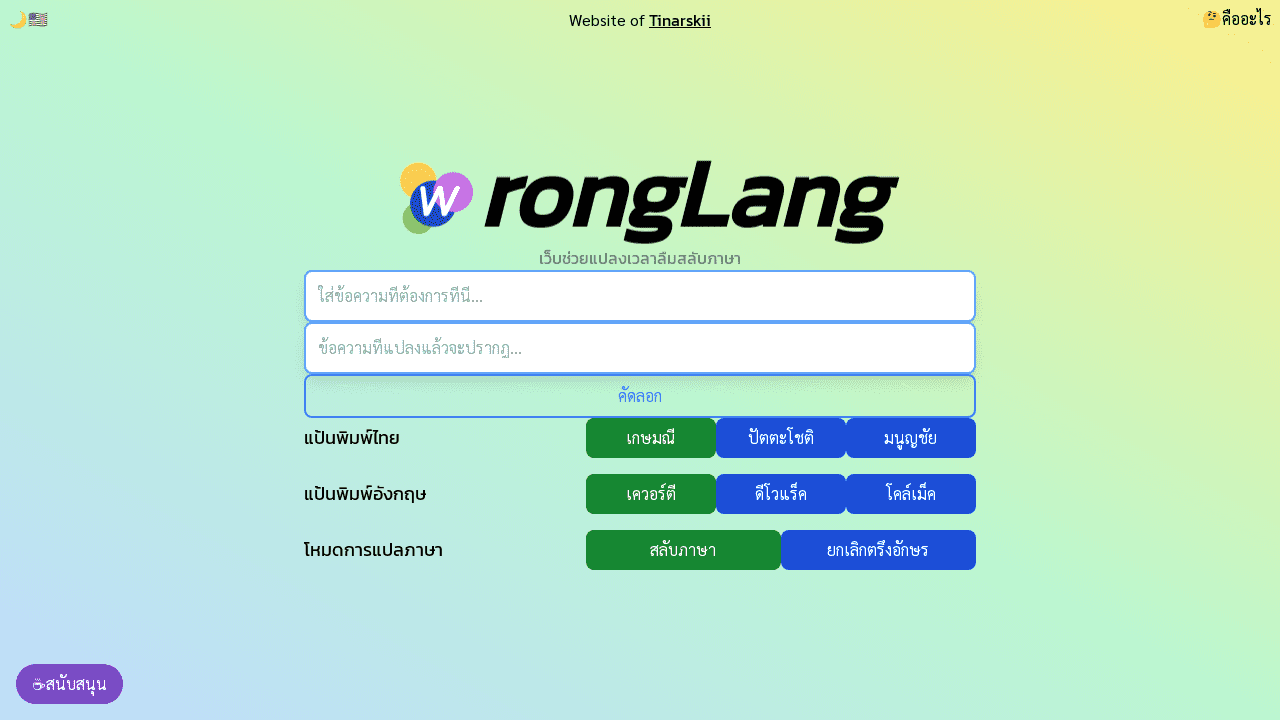 Website of Tinarskii
คืออะไร
WrongLang
เว็บช่วยแปลงเวลาลืมสลับภาษา
ใส่ข้อความที่ต้องการที่นี่...
ข้อความที่แปลงแล้วจะปรากฏ...
คัดลอก
แป้นพิมพ์ไทย เกษมณี ปัตตะโชติ มนูญชัย
แป้นพิมพ์อังกฤษ เควอร์ตี ดีโวแร็ค โคล์เม็ค
โหมดการแปลภาษา สลับภาษา ยกเลิกตรึงอักษร
สนับสนุน